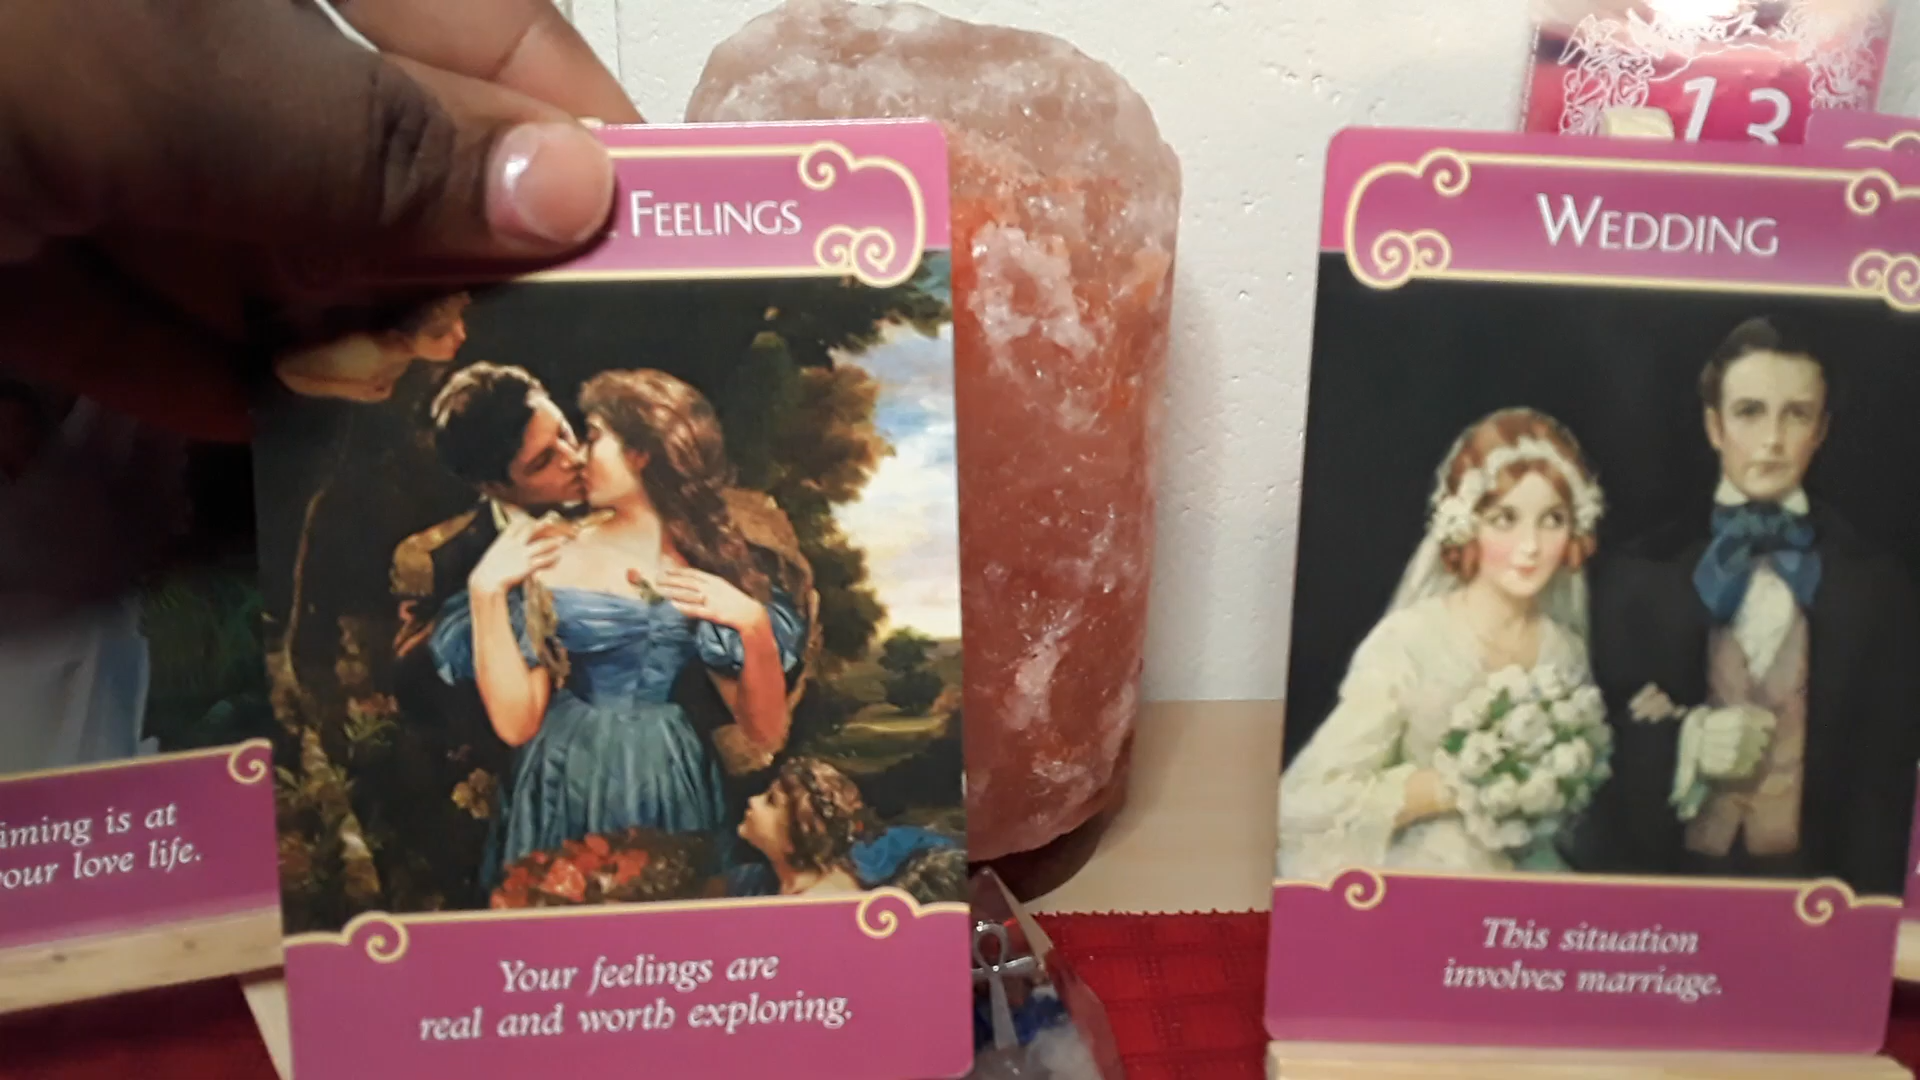 FEELINGS
WEDDING
13
iming is at
your love life.
Your feelings are
real and worth exploring.
This situation
involves marriage.